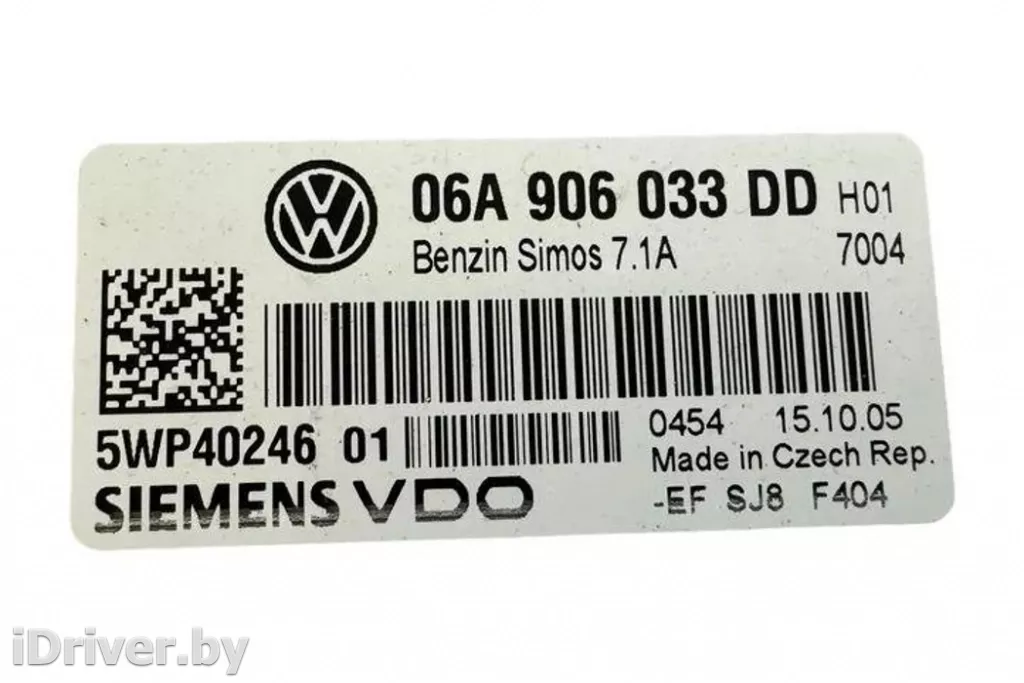 06A 906 033 DD H01
Benzin Simos 7.1A 7004
5WP40246 01
0454 15.10.05
Made in Czech Rep.
SIEMENS VDO
-EF SJ8 F404
iDriver.by